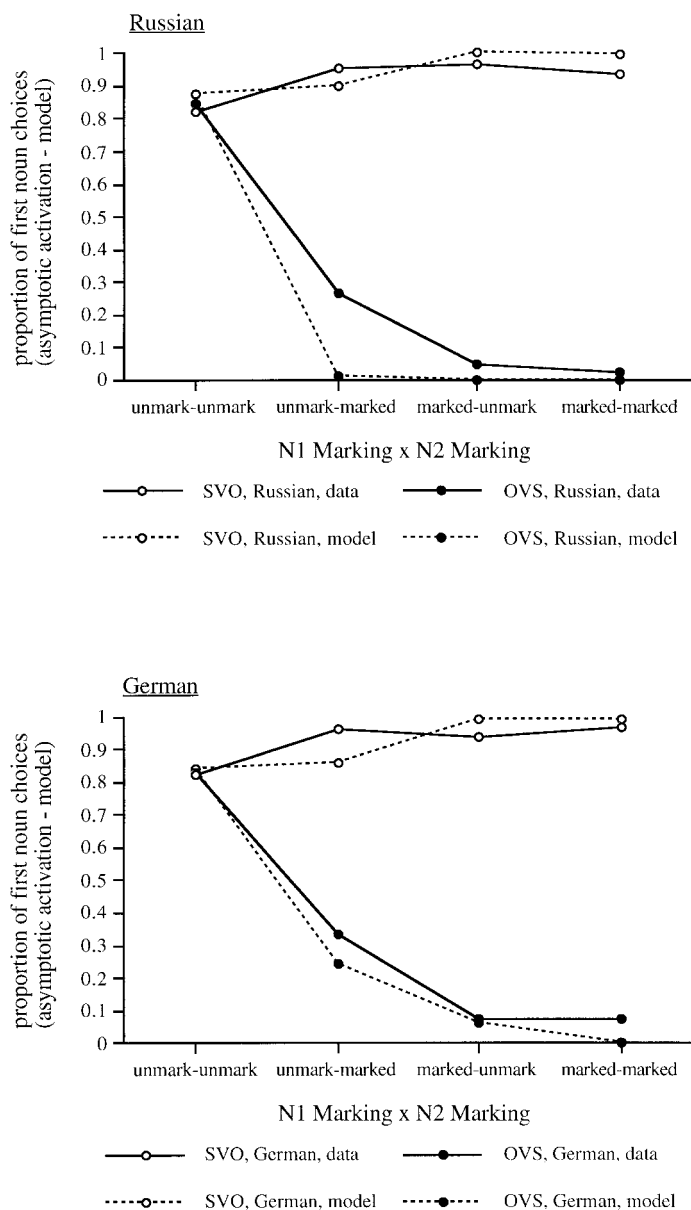 Russian
proportion of first noun choices
(asymptotic activation - model)
1
0.9
0.8
0.7
0.6
0.5
0.4
0.3
0.2
0.1
0
unmark-unmark unmark-marked marked-unmark marked-marked
N1 Marking x N2 Marking
SVO, Russian, data OVS, Russian, data
SVO, Russian, model OVS, Russian, model
German
proportion of first noun choices
(asymptotic activation - model)
1
0.9
0.8
0.7
0.6
0.5
0.4
0.3
0.2
0.1
0
unmark-unmark unmark-marked marked-unmark marked-marked
N1 Marking x N2 Marking
SVO, German, data OVS, German, data
SVO, German, model OVS, German, model